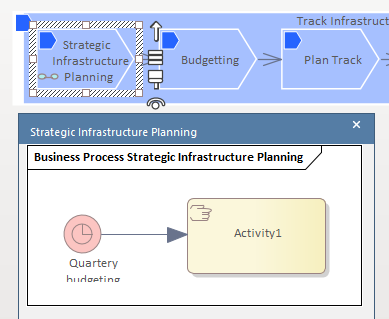 Track Infrastruct
Strategic
Infrastructure
Planning
Budgetting
Plan Track
Strategic Infrastructure Planning
Business Process Strategic Infrastructure Planning
Activity1
Quartery
budgeting